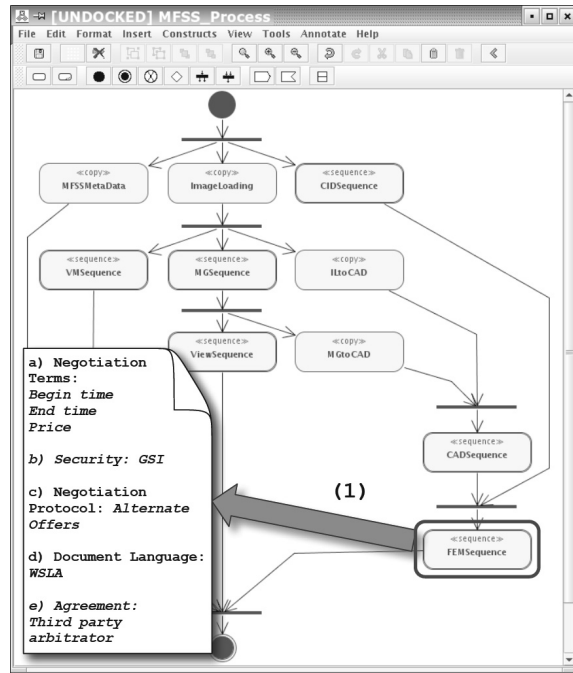 [UNDOCKED] MFSS_Process
File Edit Format Insert Constructs View Tools Annotate Help
«copy»
MFSSMetaData
«copy»
ImageLoading
«sequence»
CIDSequence
«sequence»
VMSequence
«sequence»
MGSequence
«copy»
ILtoCAD
«sequence»
ViewSequence
«copy»
MGtoCAD
«sequence»
CADSequence
«sequence»
FEMSequence
(1)
a) Negotiation
Terms:
Begin time
End time
Price
b) Security: GSI
c) Negotiation
Protocol: Alternate
Offers
d) Document Language:
WSLA
e) Agreement:
Third party
arbitrator